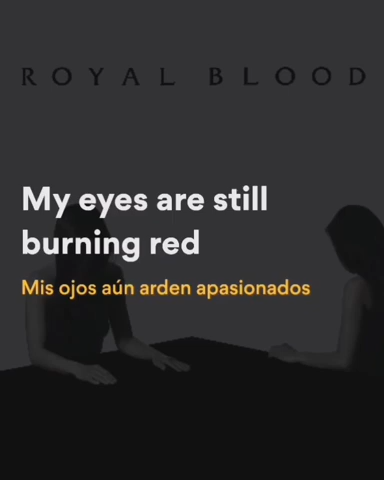 ROYAL BLOOD
My eyes are still
burning red
Mis ojos aún arden apasionados